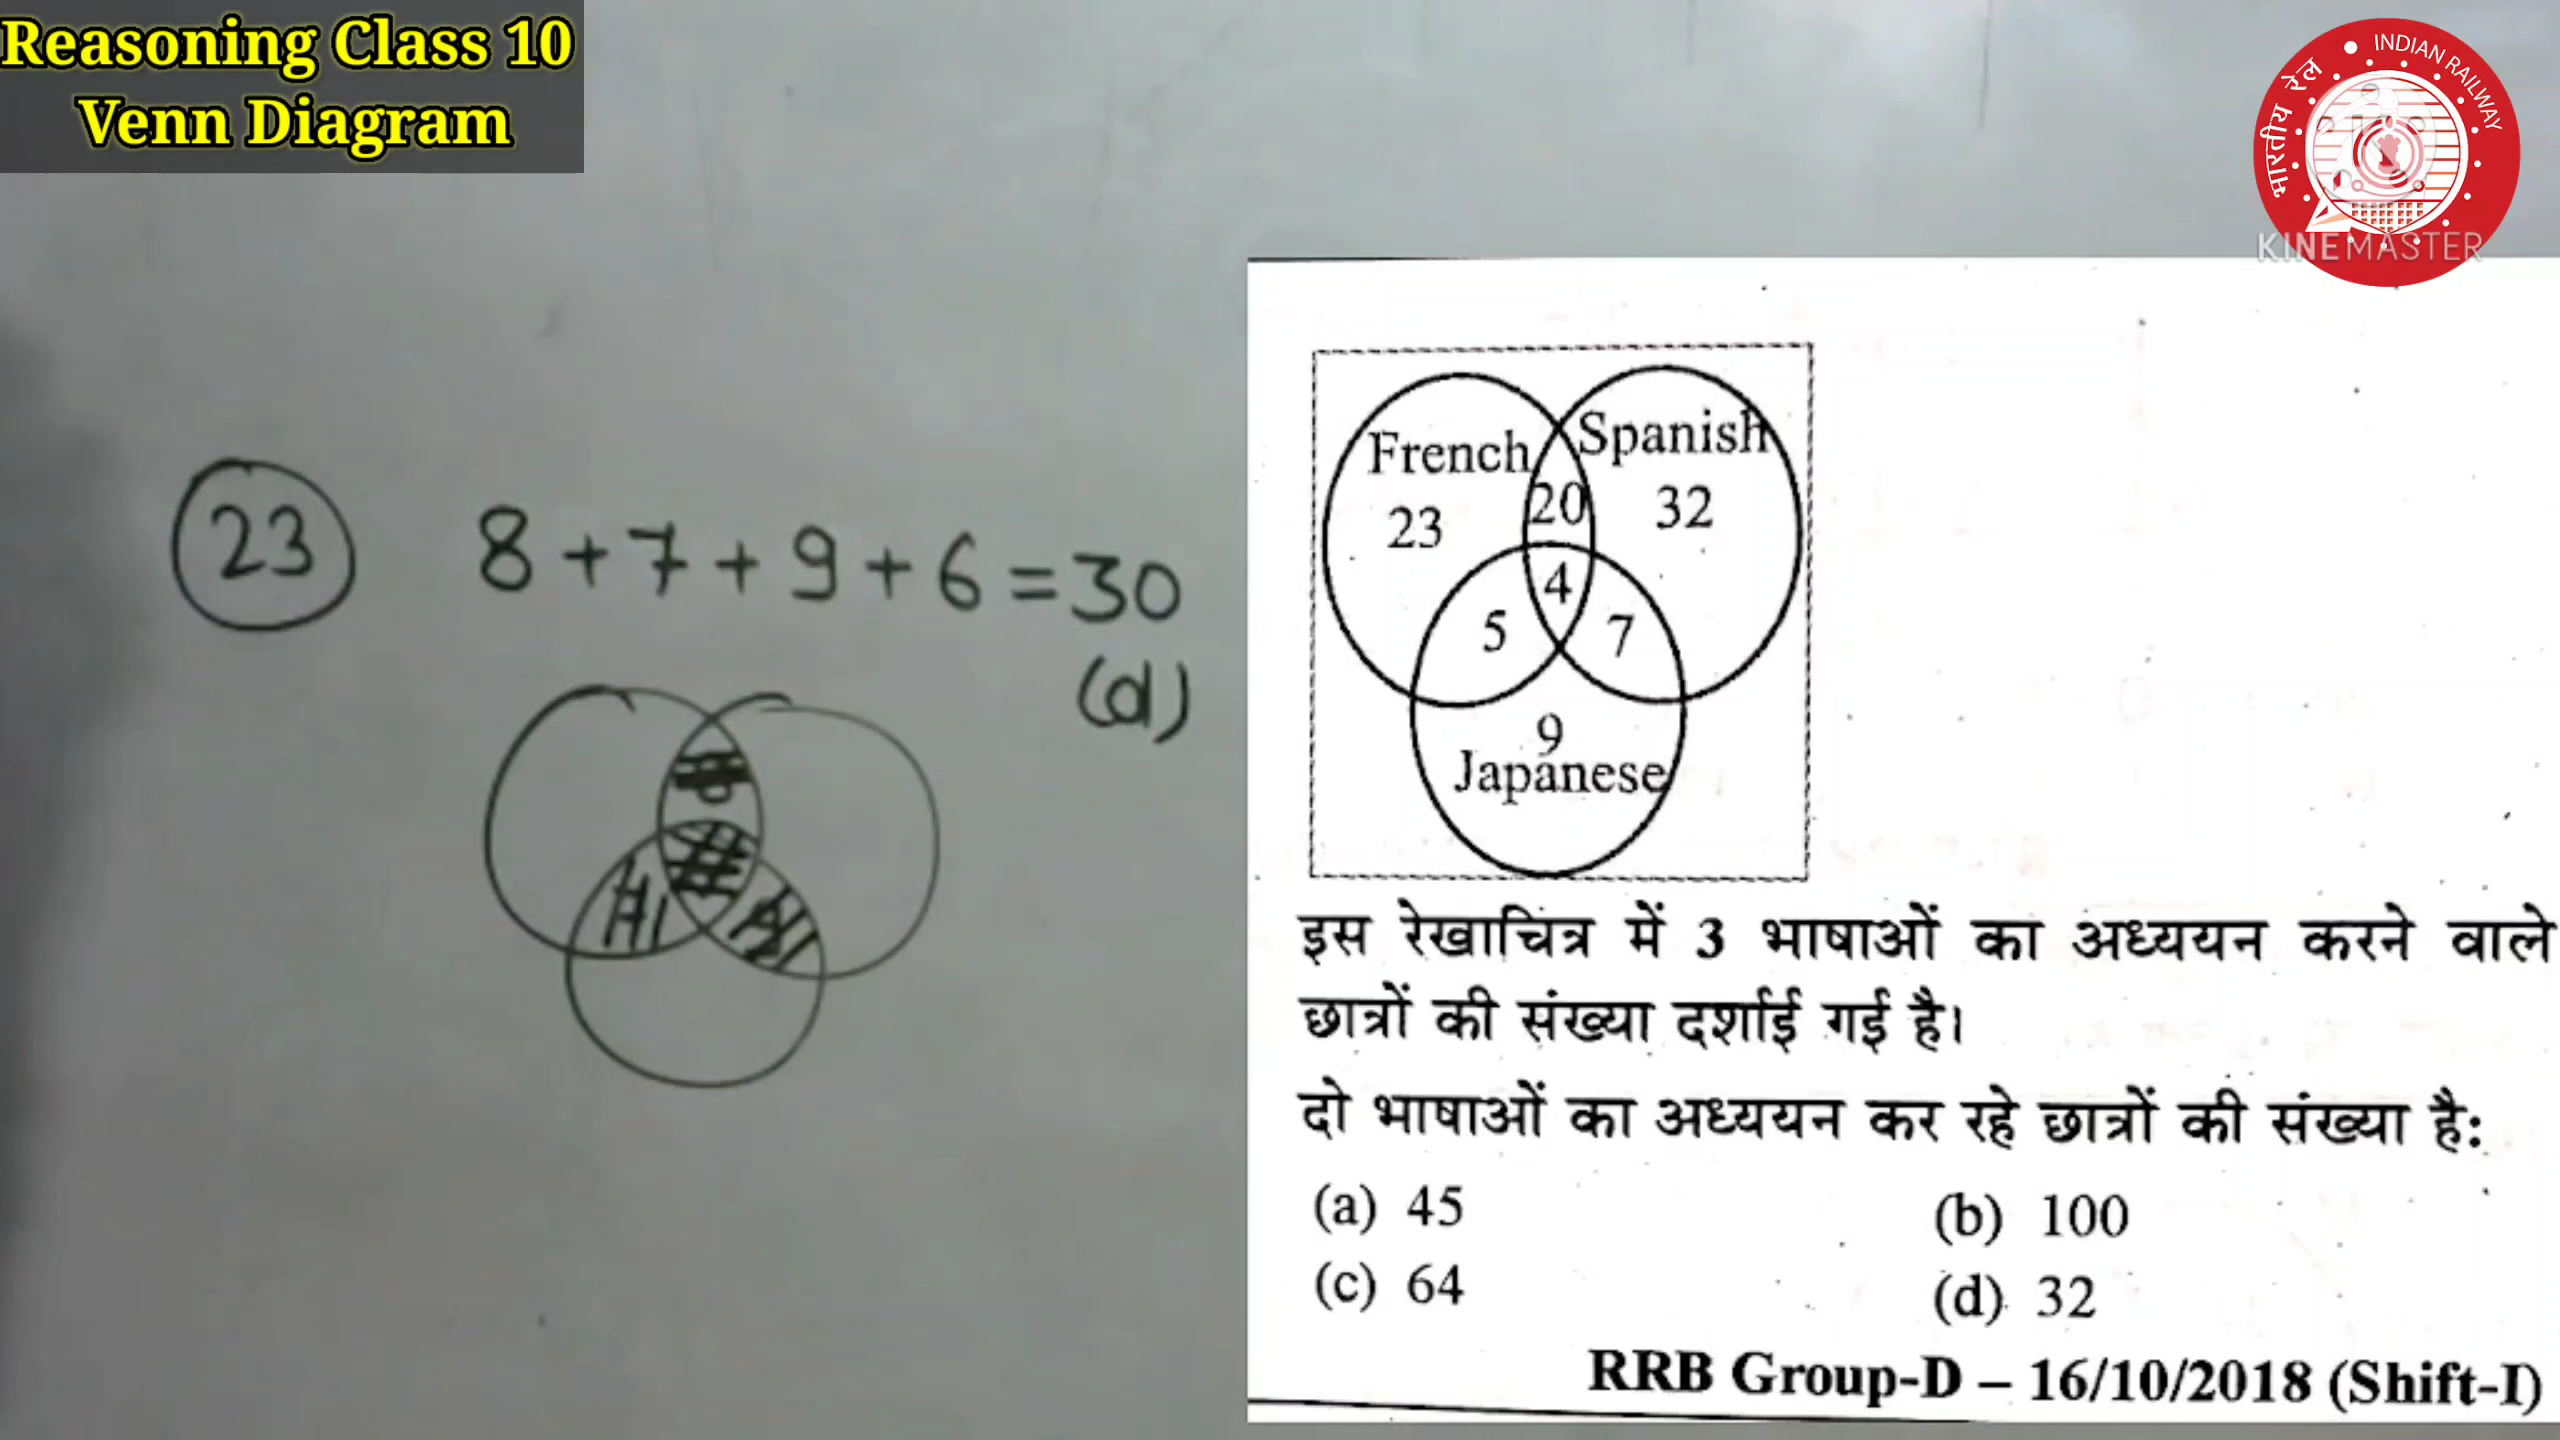 Reasoning Class 10
Venn Diagram
भारतीय रेल
INDIAN RAILWAY
KINEMASTER
23
8+7+9+6=30
(d)
French
Spanish
23
20
32
4
5
7
9
Japanese
इस रेखाचित्र में 3 भाषाओं का अध्ययन करने वाले
छात्रों की संख्या दर्शाई गई है।
दो भाषाओं का अध्ययन कर रहे छात्रों की संख्या है:
(a) 45
(b) 100
(c) 64
(d) 32
RRB Group-D – 16/10/2018 (Shift-I)